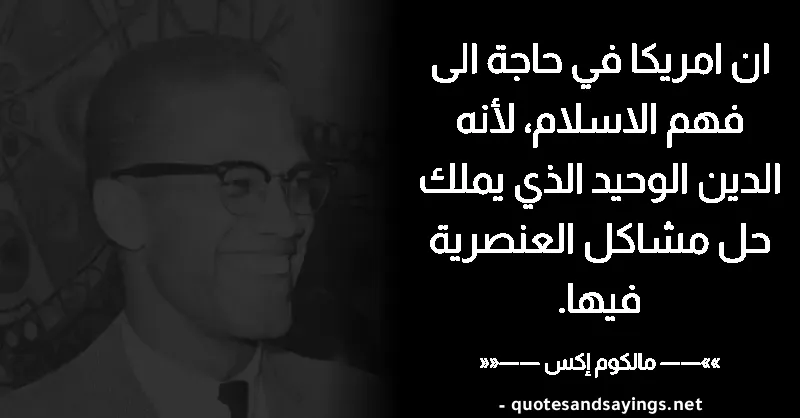 ان امريكا في حاجة الى
فهم الاسلام، لأنه
الدين الوحيد الذي يملك
حل مشاكل العنصرية
فيها.
»»—— مالكوم إكس ——««
- quotesandsayings.net